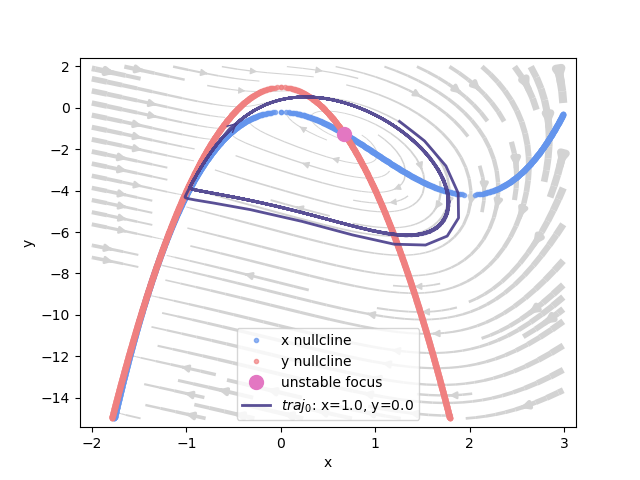 2
0
−2
−4
−6
−8
−10
−12
−14
y
x nullcline
y nullcline
unstable focus
traj₀: x=1.0, y=0.0
−2 −1 0 1 2 3
x